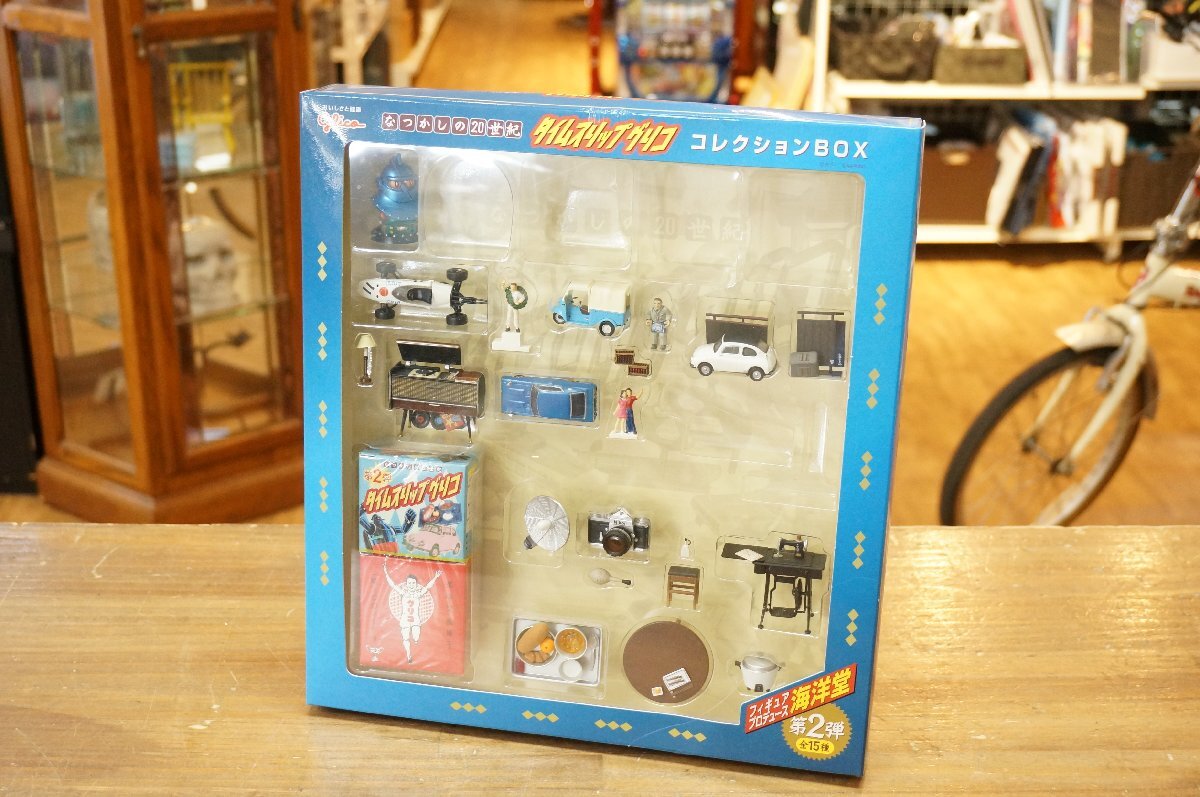 おいしさと健康
glico
なつかしの20世紀
タイムスリップグリコ
コレクションBOX
なつかしの20世紀
第2弾
タイムスリップグリコ
グリコ
フィギュア
プロデュース
海洋堂
第2弾
全15種